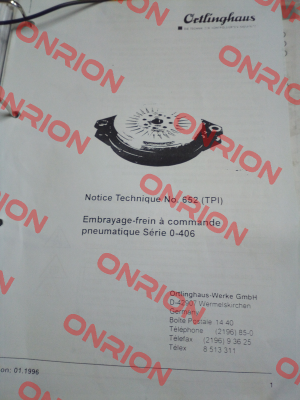 Ortlinghaus
Notice Technique No. 652 (TPI)
Embrayage-frein à commande
pneumatique Série 0-406
Ortlinghaus-Werke GmbH
D-42907 Wermelskirchen
Germany
Boîte Postale 14 40
Téléphone (2196) 85-0
Téléfax (2196) 9 36 25
Télex 8 513 311
on: 01.1996
1
ONRION
ONRION
ONRION
ONRION
ONRION
ONRION
ONRION
ONRION